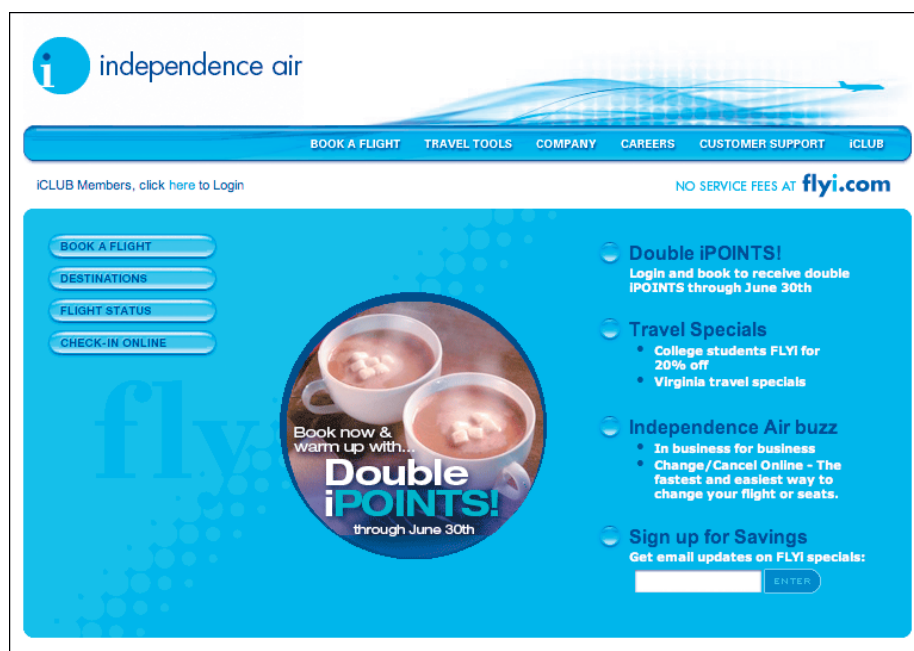 i independence air
BOOK A FLIGHT TRAVEL TOOLS COMPANY CAREERS CUSTOMER SUPPORT iCLUB
iCLUB Members, click here to Login
NO SERVICE FEES AT flyi.com
BOOK A FLIGHT
DESTINATIONS
FLIGHT STATUS
CHECK-IN ONLINE
flyi
Book now &
warm up with...
Double
iPOINTS!
through June 30th
Double iPOINTS!
Login and book to receive double
iPOINTS through June 30th
Travel Specials
College students FLYi for
20% off
Virginia travel specials
Independence Air buzz
In business for business
Change/Cancel Online - The
fastest and easiest way to
change your flight or seats.
Sign up for Savings
Get email updates on FLYi specials:
ENTER